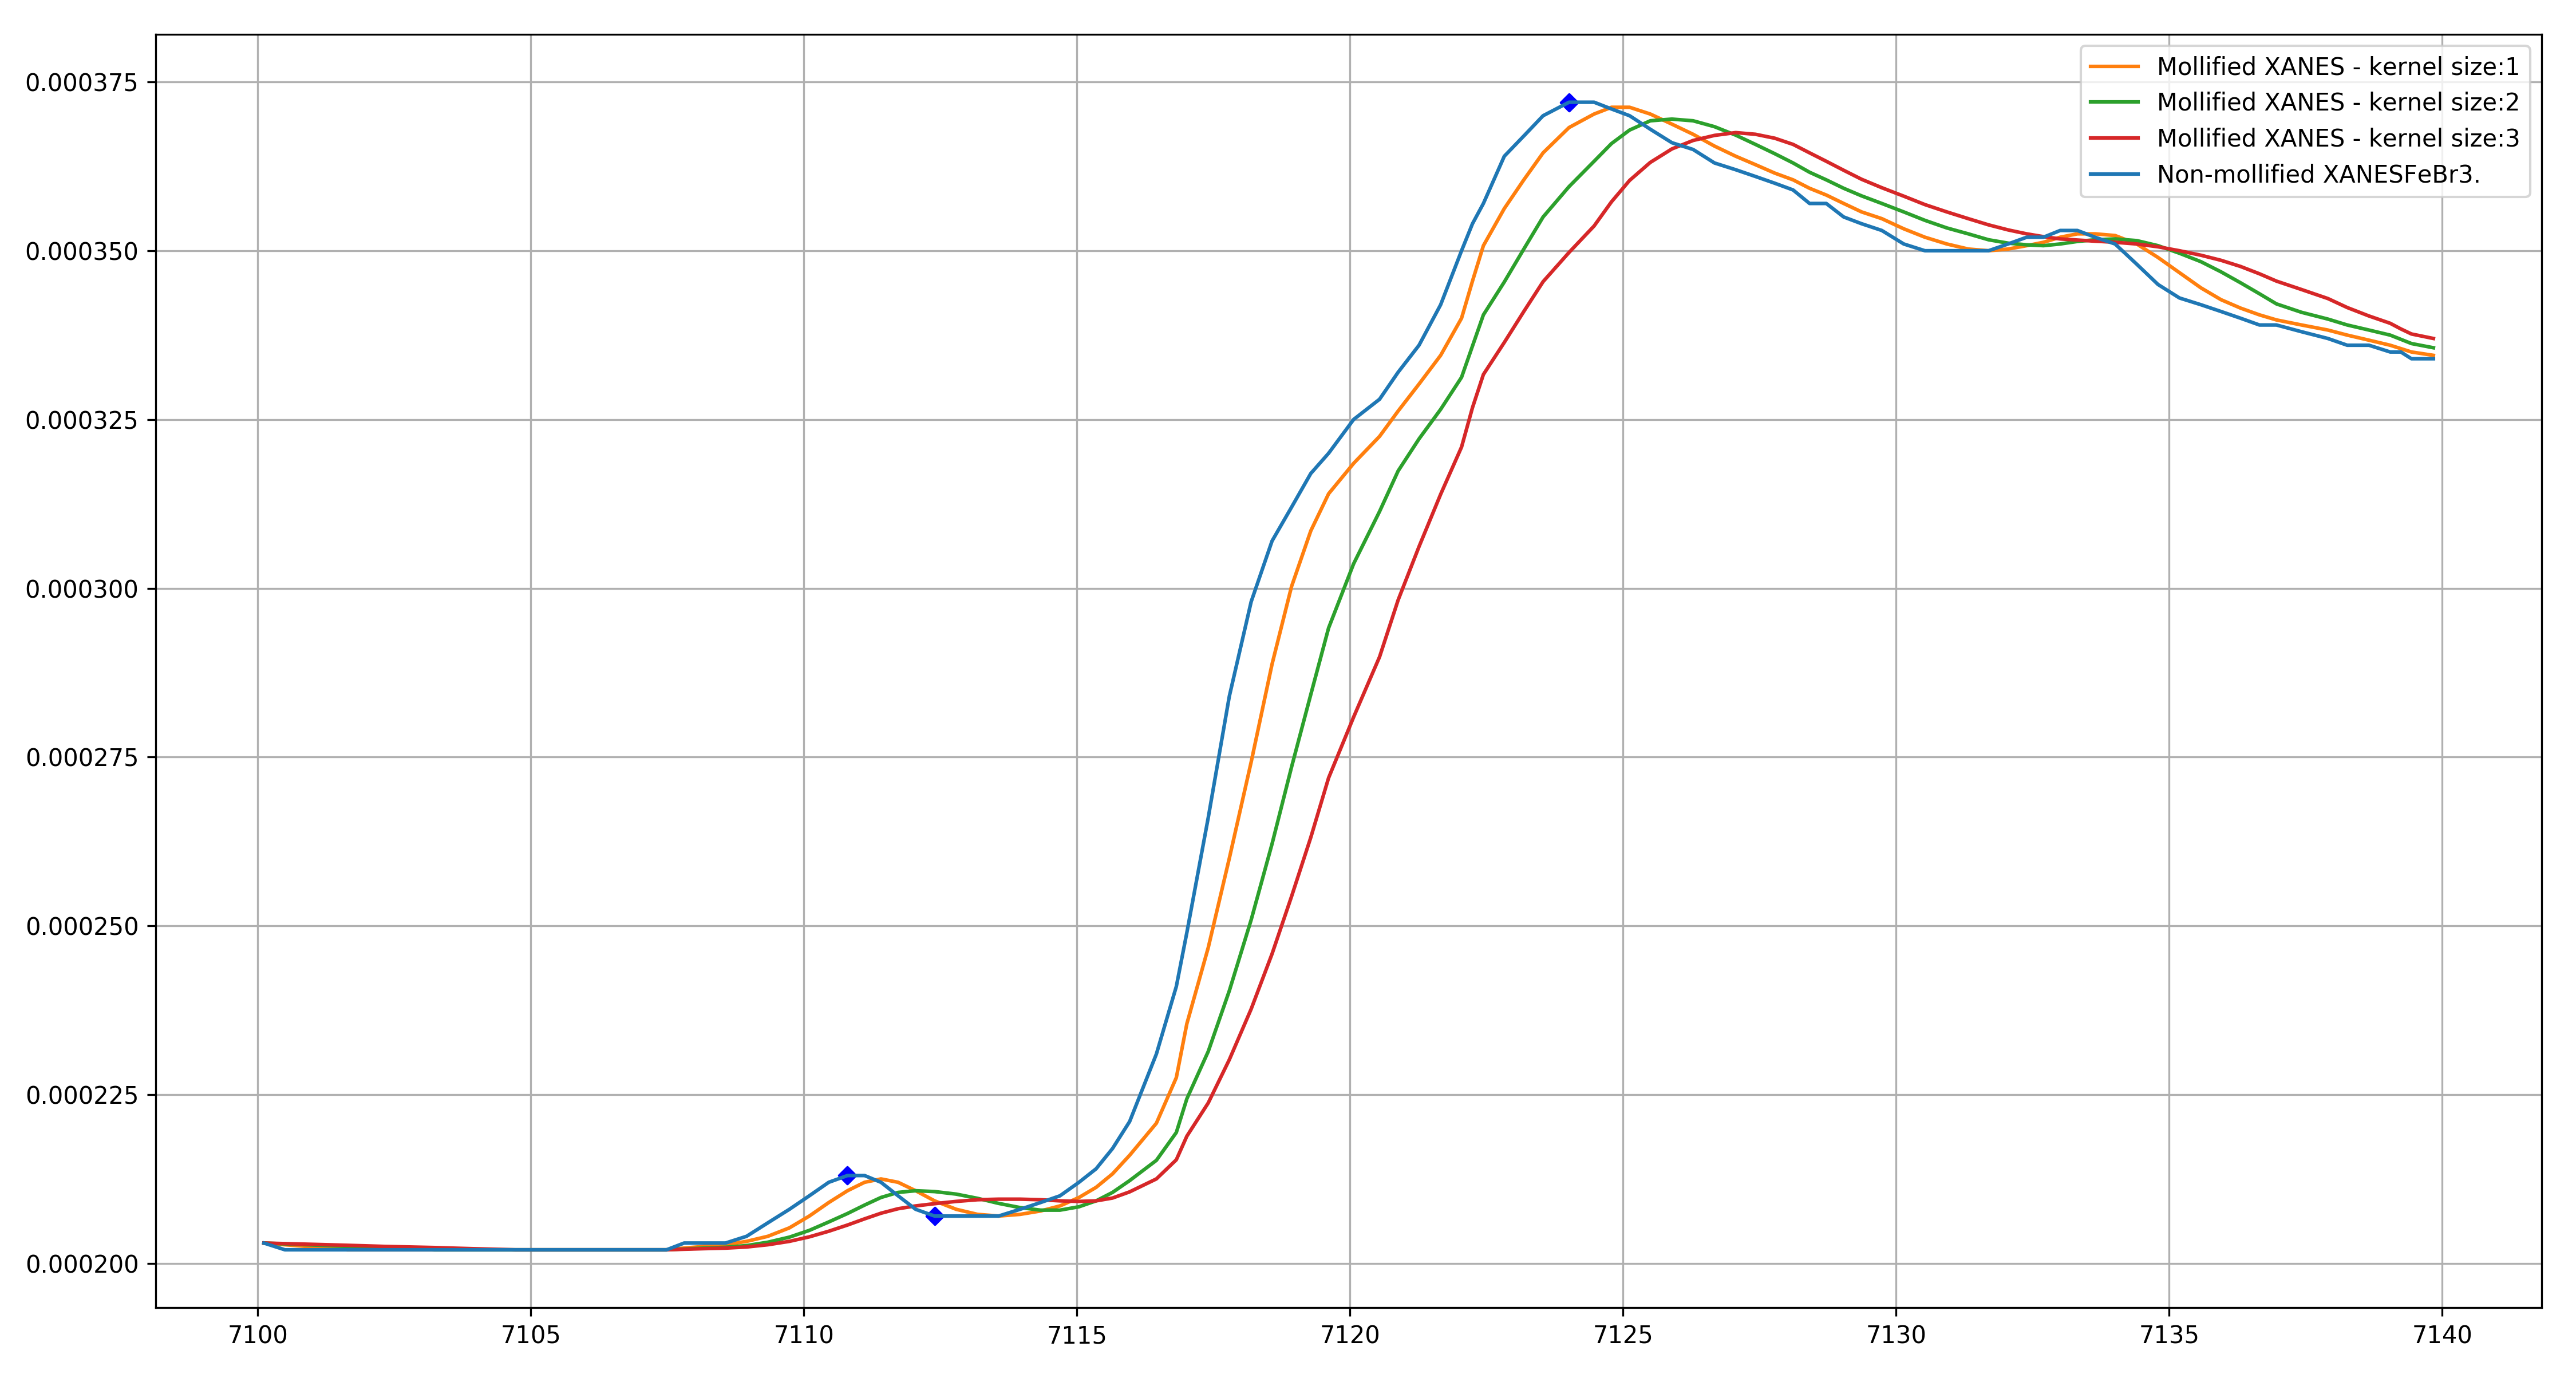 0.000375
0.000350
0.000325
0.000300
0.000275
0.000250
0.000225
0.000200
7100 7105 7110 7115 7120 7125 7130 7135 7140
Mollified XANES - kernel size:1
Mollified XANES - kernel size:2
Mollified XANES - kernel size:3
Non-mollified XANESFeBr3.